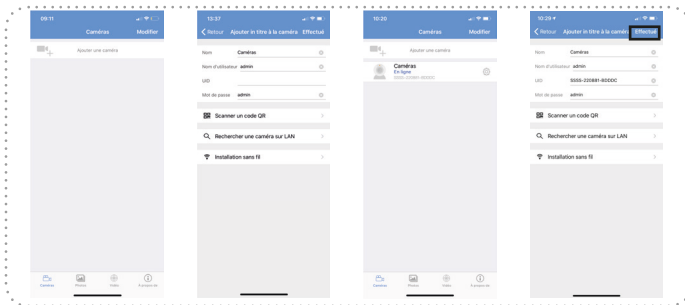 09:11
Caméras
Modifier
Ajouter une caméra
Caméras
Photos
Vidéo
À propos de
13:37
Retour
Ajouter in titre à la caméra
Effectué
Nom
Caméras
Nom d'utilisateur
admin
UID
Mot de passe
admin
Scanner un code QR
Rechercher une caméra sur LAN
Installation sans fil
10:20
Caméras
Modifier
Ajouter une caméra
Caméras
En ligne
SSSS-220881-BDDDC
Caméras
Photos
Vidéo
À propos de
10:29
Retour
Ajouter in titre à la caméra
Effectué
Nom
Caméras
Nom d'utilisateur
admin
UID
SSSS-220881-BDDDC
Mot de passe
admin
Scanner un code QR
Rechercher une caméra sur LAN
Installation sans fil